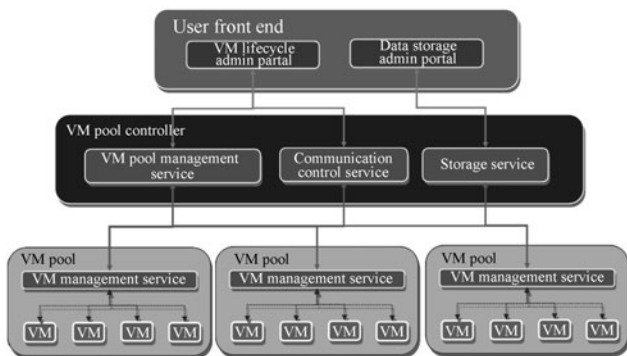 User front end
VM lifecycle
admin partal
Data storage
admin portal
VM pool controller
VM pool management
service
Communication
control service
Storage service
VM pool
VM management service
VM VM VM VM
VM pool
VM management service
VM VM VM VM
VM pool
VM management service
VM VM VM VM